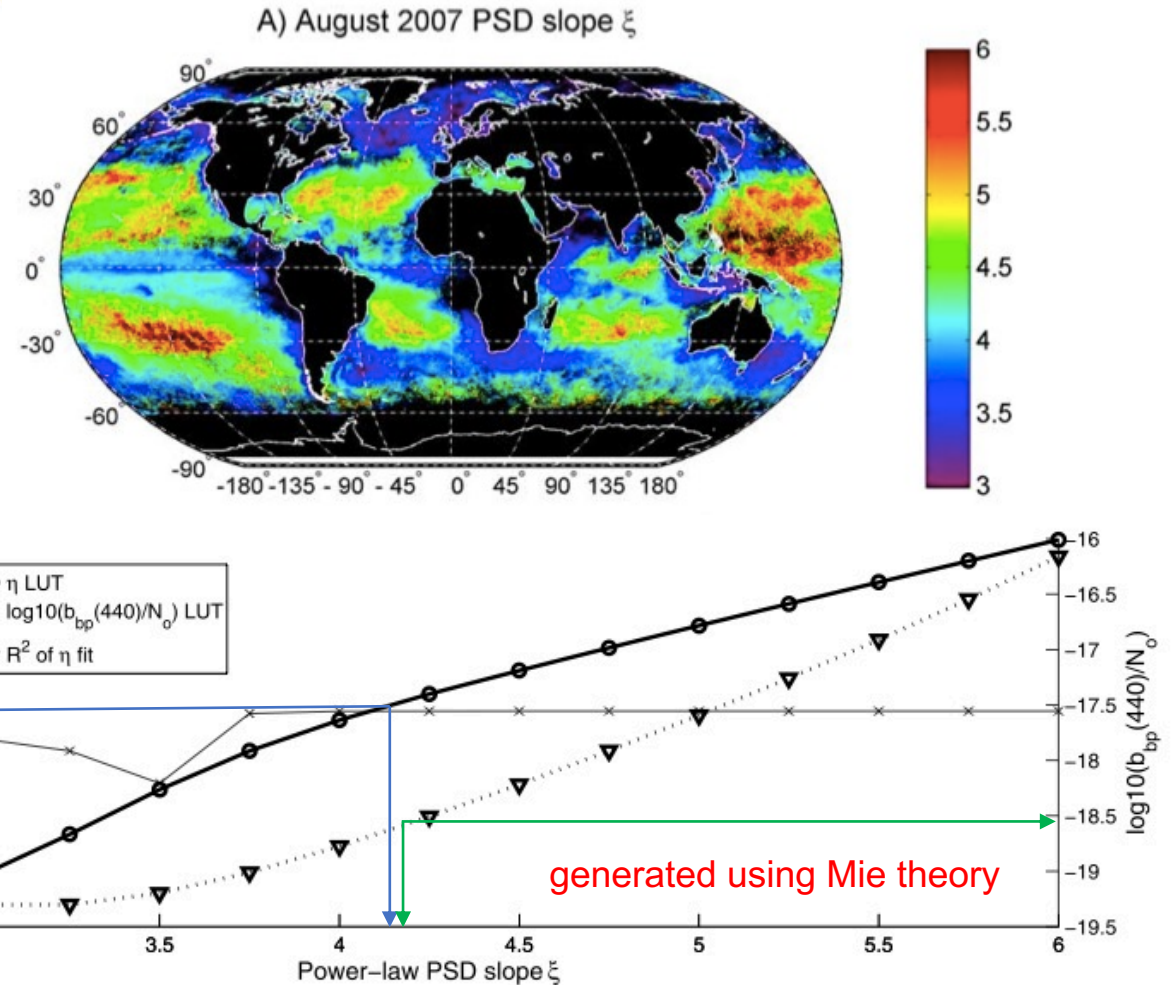 A) August 2007 PSD slope ξ
90°
60°
30°
0°
-30°
-60°
-90°
-180°-135°- 90°- 45° 0° 45° 90° 135° 180°
6
5.5
5
4.5
4
3.5
3
η LUT
log10(b_bp(440)/N_o) LUT
R² of η fit
-16
-16.5
-17
-17.5
-18
-18.5
-19
-19.5
log10(b_bp(440)/N_o)
generated using Mie theory
3.5 4 4.5 5 5.5 6
Power-law PSD slope ξ